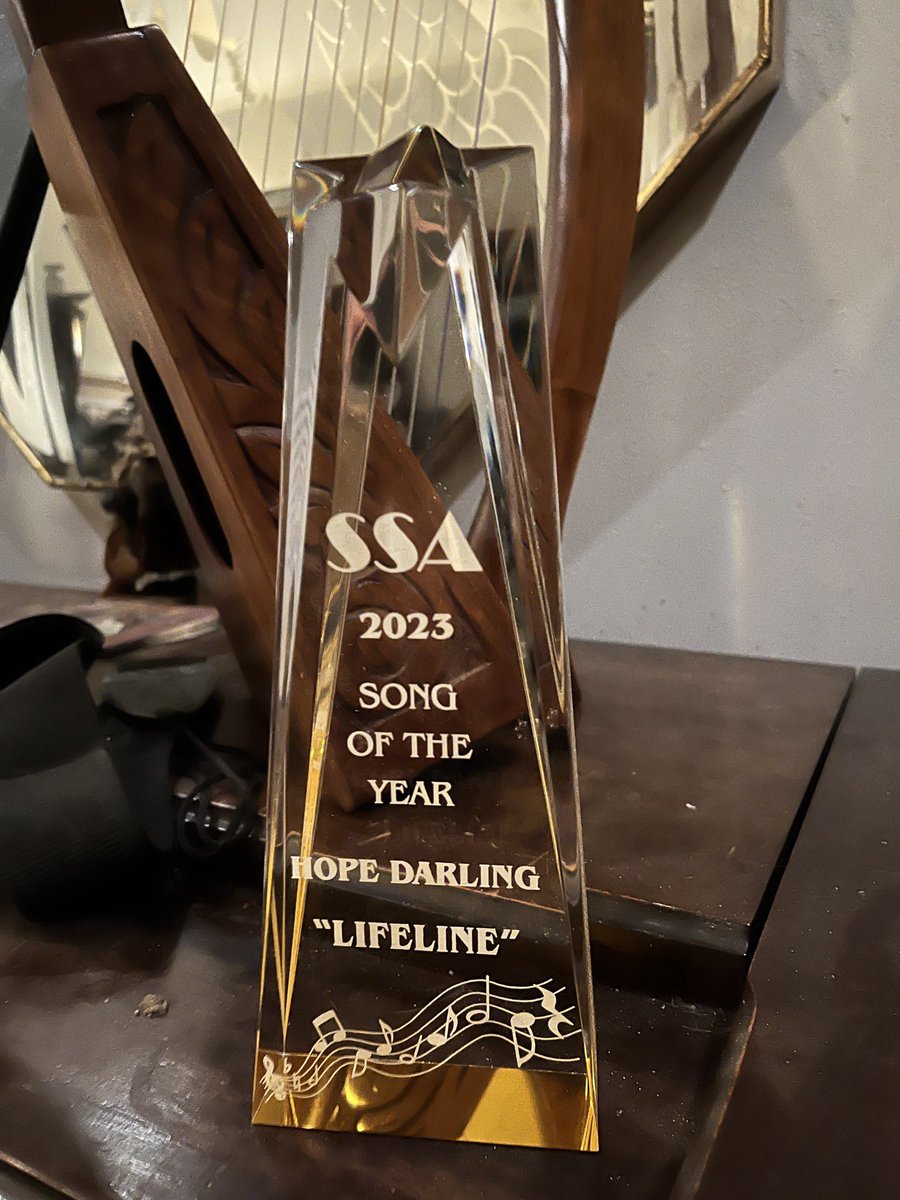 SSA
2023
SONG
OF THE
YEAR
HOPE DARLING
“LIFELINE”